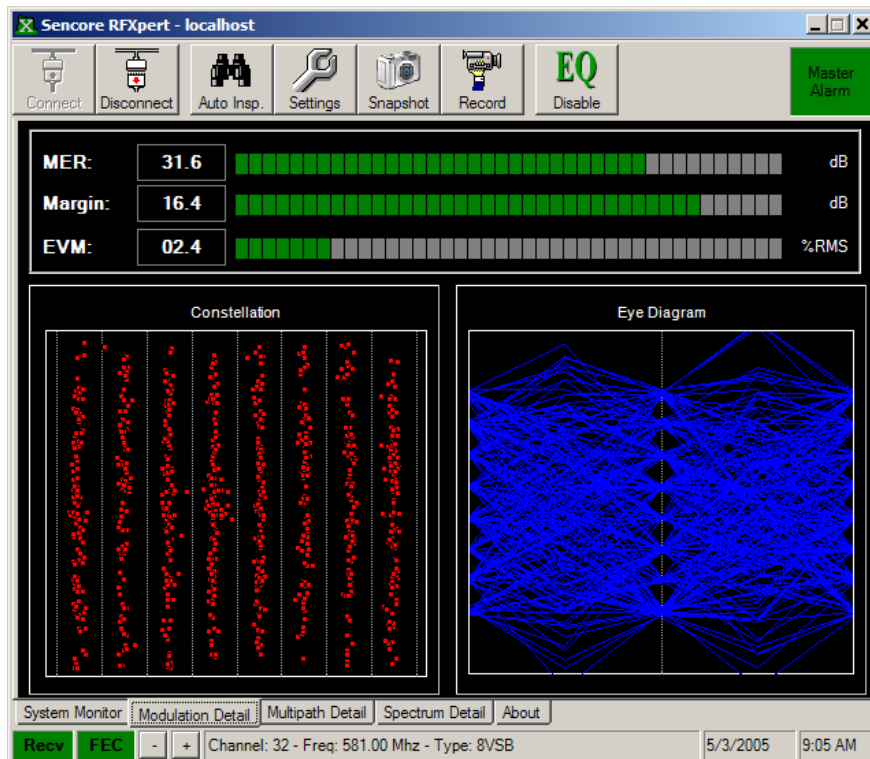 Sencore RFXpert - localhost
Connect Disconnect Auto Insp. Settings Snapshot Record EQ Disable Master Alarm
MER: 31.6 dB
Margin: 16.4 dB
EVM: 02.4 %RMS
Constellation Eye Diagram
System Monitor Modulation Detail Multipath Detail Spectrum Detail About
Recv FEC - + Channel: 32 - Freq: 581.00 Mhz - Type: 8VSB 5/3/2005 9:05 AM